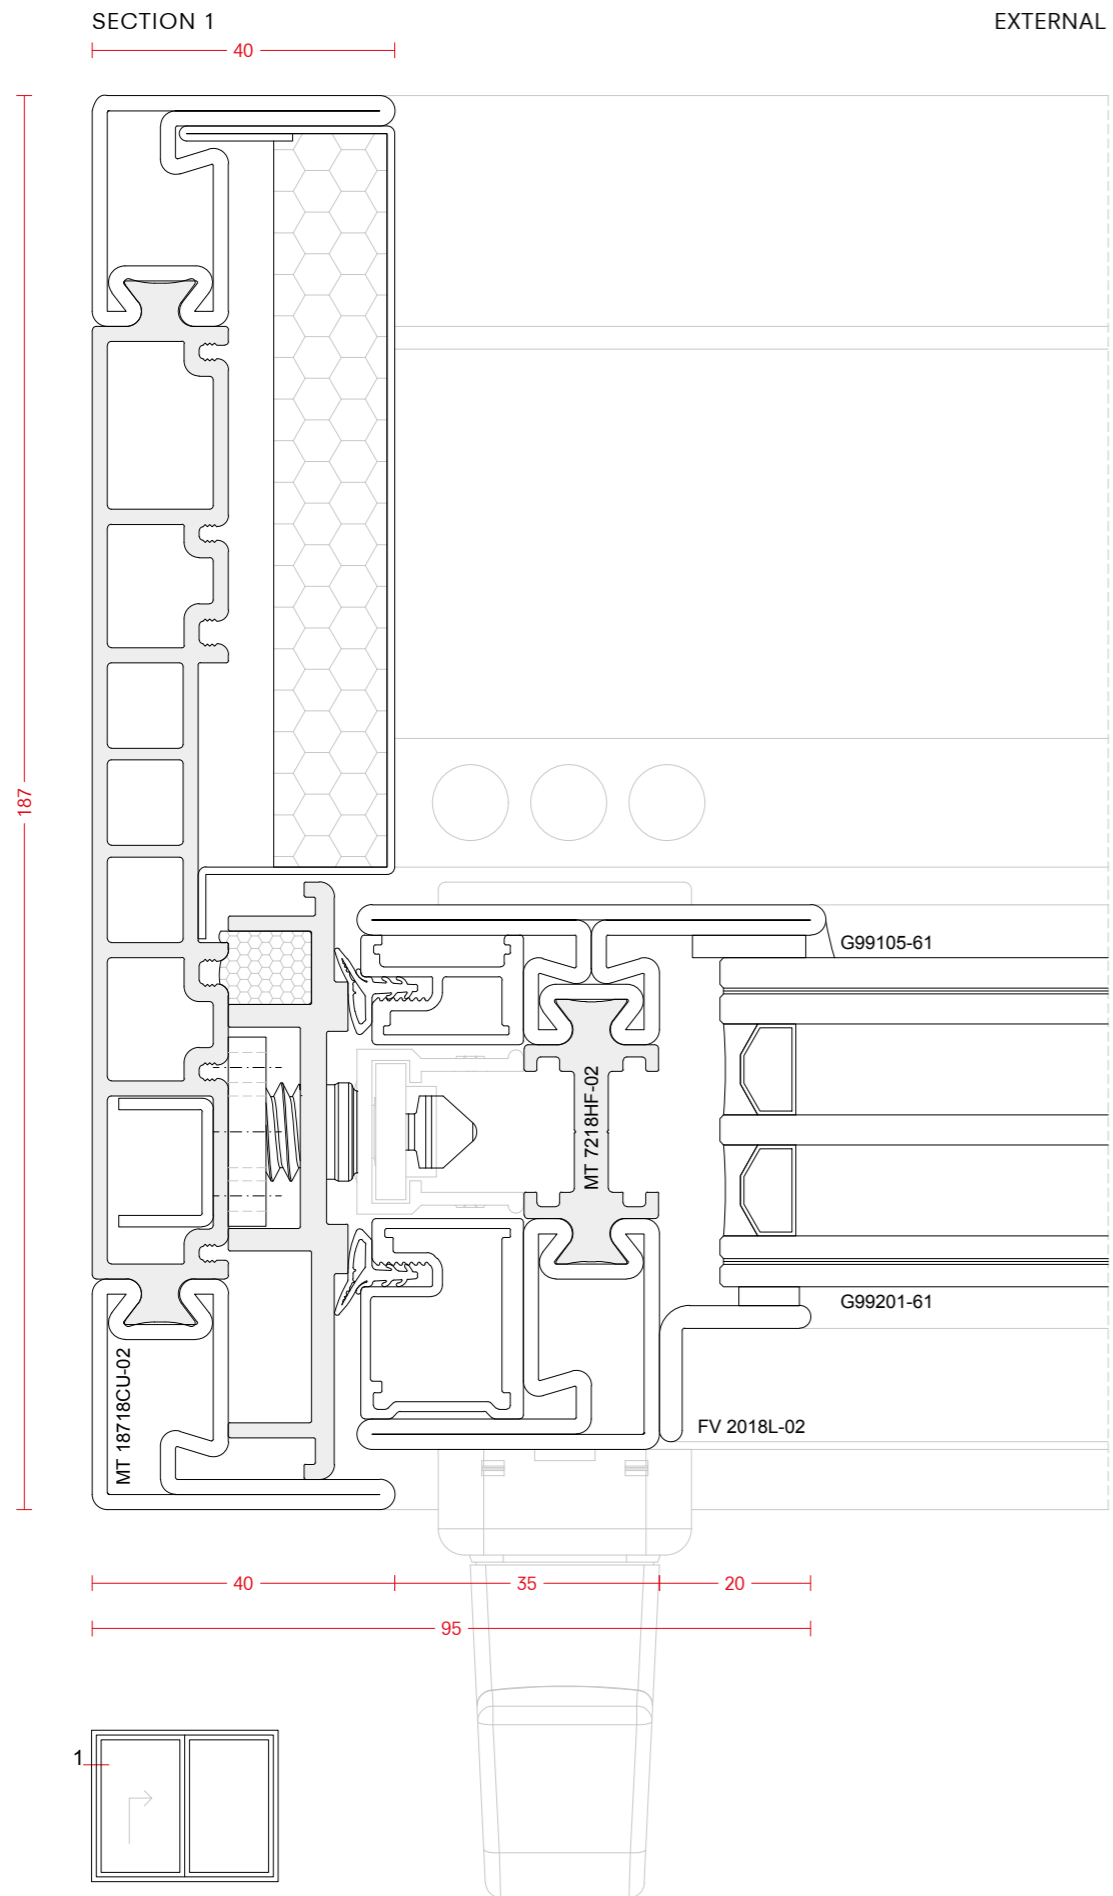 SECTION 1
EXTERNAL
40
187
G99105-61
MT 7218HF-02
G99201-61
MT 18718CU-02
FV 2018L-02
40
35
20
95
1